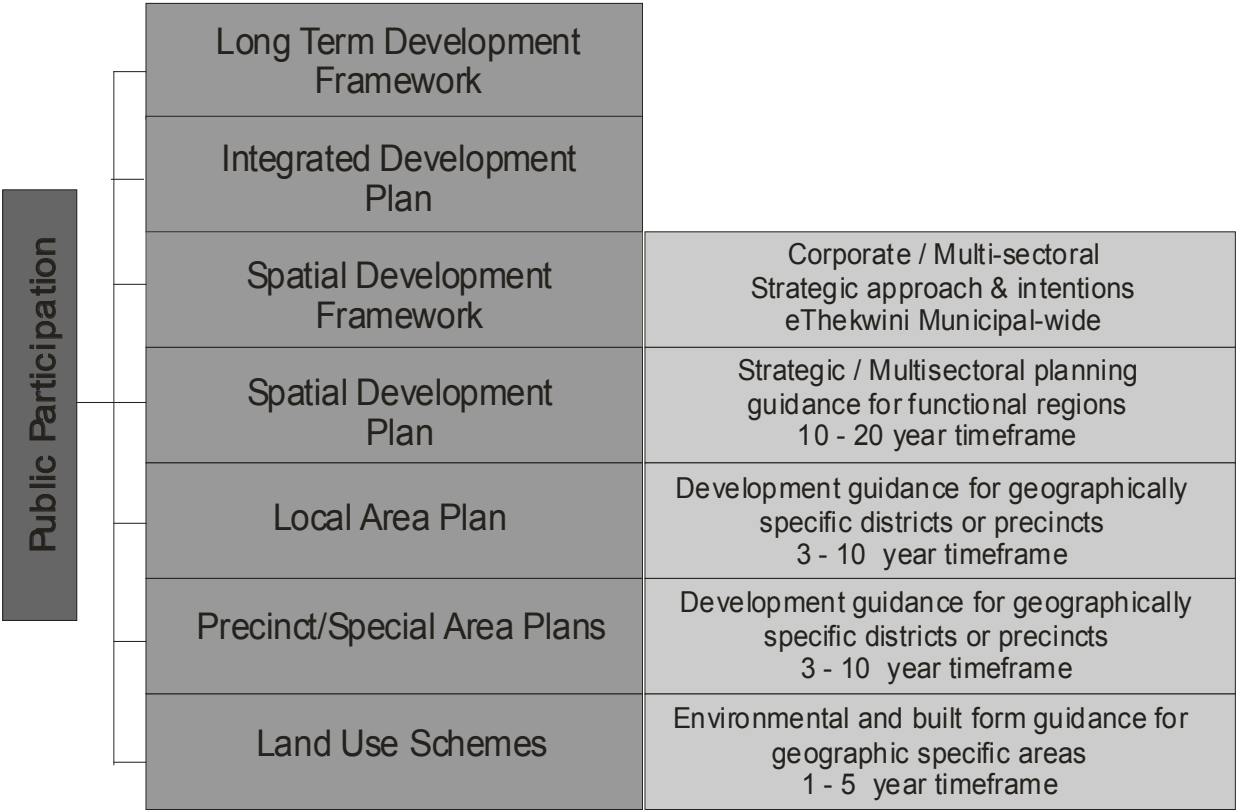 Public Participation
Long Term Development
Framework
Integrated Development
Plan
Spatial Development
Framework
Corporate / Multi-sectoral
Strategic approach & intentions
eThekwini Municipal-wide
Spatial Development
Plan
Strategic / Multisectoral planning
guidance for functional regions
10 - 20 year timeframe
Local Area Plan
Development guidance for geographically
specific districts or precincts
3 - 10 year timeframe
Precinct/Special Area Plans
Development guidance for geographically
specific districts or precincts
3 - 10 year timeframe
Land Use Schemes
Environmental and built form guidance for
geographic specific areas
1 - 5 year timeframe